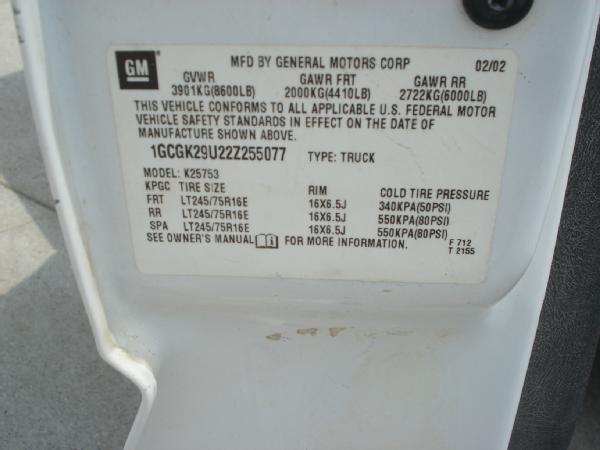 GM MFD BY GENERAL MOTORS CORP 02/02
GVWR GAWR FRT GAWR RR
3901KG(8600LB) 2000KG(4410LB) 2722KG(6000LB)
THIS VEHICLE CONFORMS TO ALL APPLICABLE U.S. FEDERAL MOTOR
VEHICLE SAFETY STANDARDS IN EFFECT ON THE DATE OF
MANUFACTURE SHOWN ABOVE.
1GCGK29U22Z255077 TYPE: TRUCK
MODEL: K25753
KPGC TIRE SIZE RIM COLD TIRE PRESSURE
FRT LT245/75R16E 16X6.5J 340KPA(50PSI)
RR LT245/75R16E 16X6.5J 550KPA(80PSI)
SPA LT245/75R16E 16X6.5J 550KPA(80PSI)
SEE OWNER'S MANUAL FOR MORE INFORMATION. F 712
T 2155